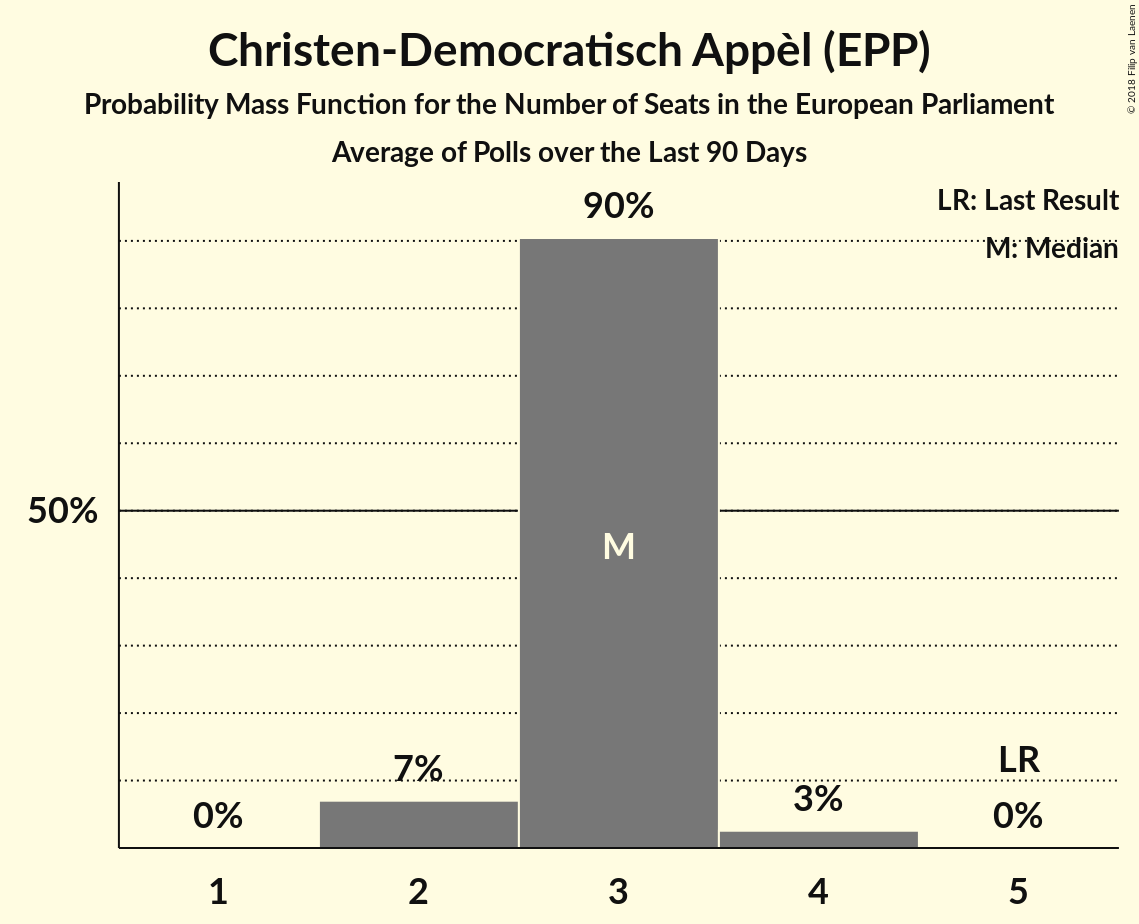 Christen-Democratisch Appèl (EPP)
Probability Mass Function for the Number of Seats in the European Parliament
Average of Polls over the Last 90 Days
© 2018 Filip van Laenen
LR: Last Result
M: Median
90%
50%
M
7%
LR
3%
0%
0%
1 2 3 4 5